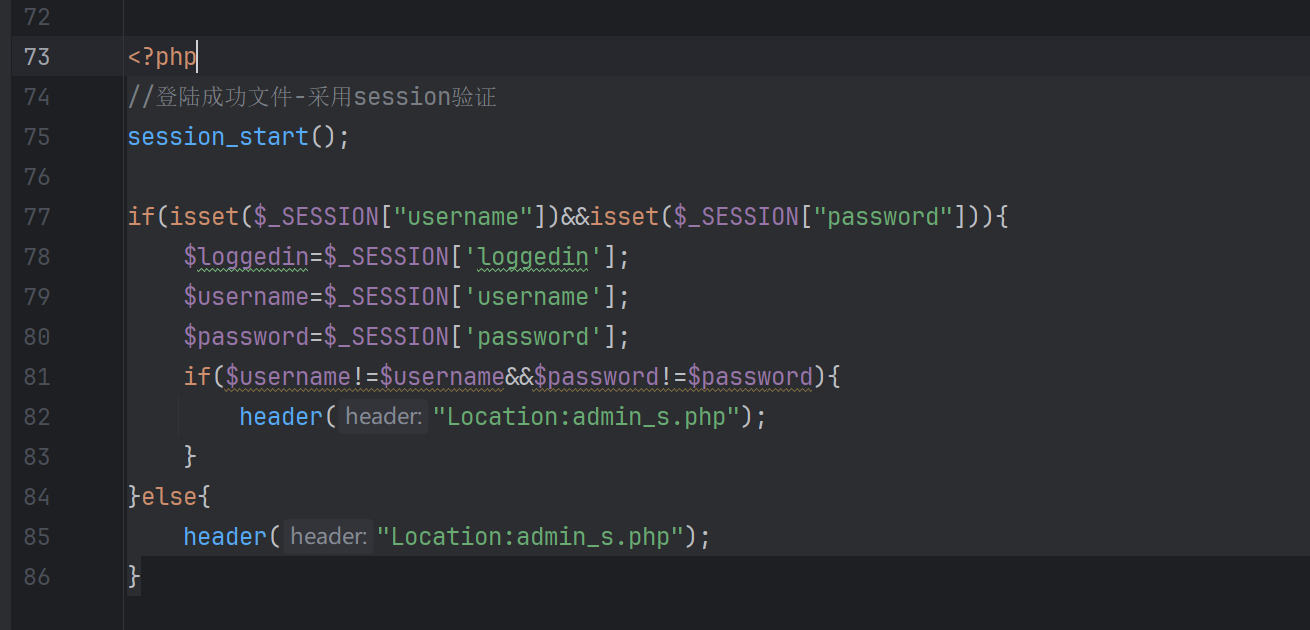 72
73 <?php
74 //登陆成功文件-采用session验证
75 session_start();
76
77 if(isset($_SESSION["username"])&&isset($_SESSION["password"])){
78     $loggedin=$_SESSION['loggedin'];
79     $username=$_SESSION['username'];
80     $password=$_SESSION['password'];
81     if($username!=$username&&$password!=$password){
82         header( header: "Location:admin_s.php");
83     }
84 }else{
85     header( header: "Location:admin_s.php");
86 }